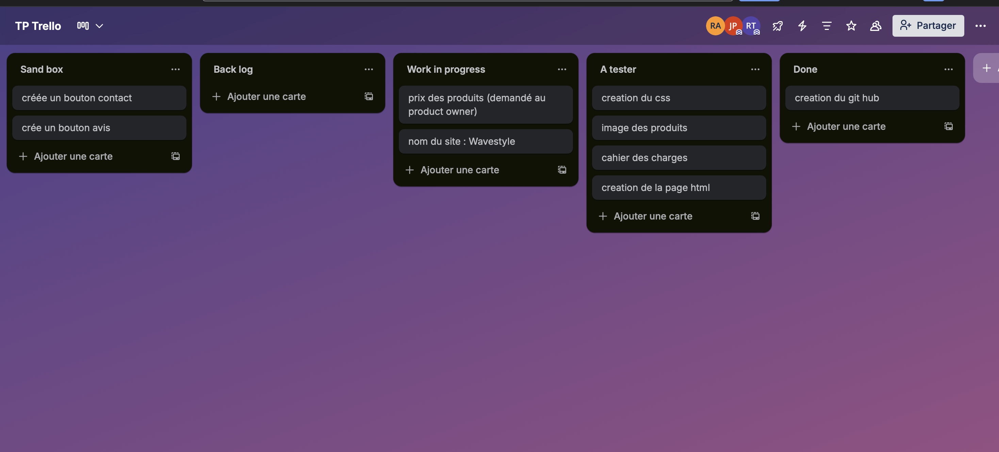 TP Trello
RA JP RT
Partager
Sand box
créée un bouton contact
crée un bouton avis
Ajouter une carte
Back log
Ajouter une carte
Work in progress
prix des produits (demandé au
product owner)
nom du site : Wavestyle
Ajouter une carte
A tester
creation du css
image des produits
cahier des charges
creation de la page html
Ajouter une carte
Done
creation du git hub
Ajouter une carte